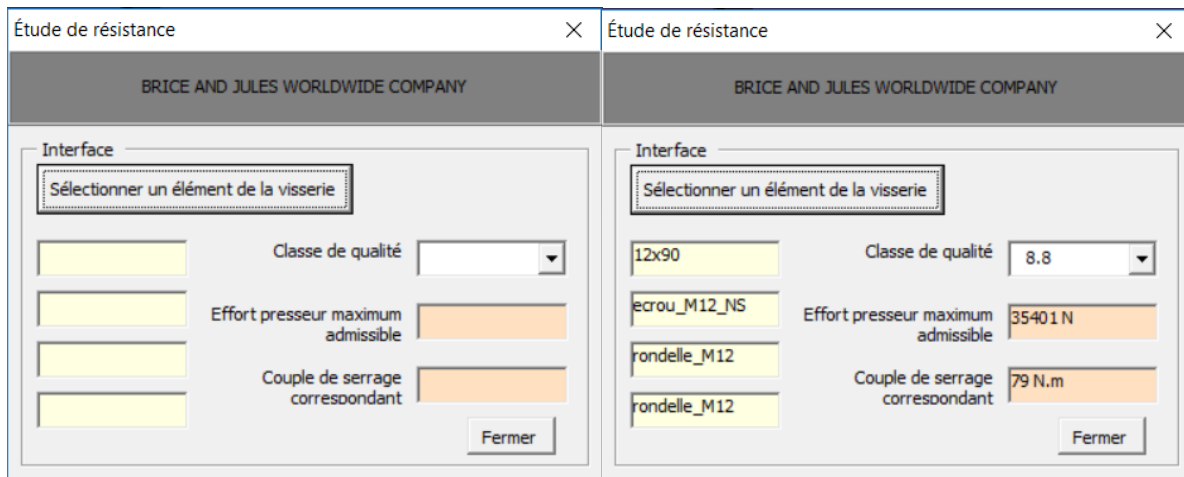 Étude de résistance
BRICE AND JULES WORLDWIDE COMPANY
Interface
Sélectionner un élément de la visserie
Classe de qualité
Effort presseur maximum
admissible
Couple de serrage
correspondant
Fermer
Étude de résistance
BRICE AND JULES WORLDWIDE COMPANY
Interface
Sélectionner un élément de la visserie
12x90
Classe de qualité
8.8
ecrou_M12_NS
Effort presseur maximum
admissible
35401 N
rondelle_M12
Couple de serrage
correspondant
79 N.m
rondelle_M12
Fermer